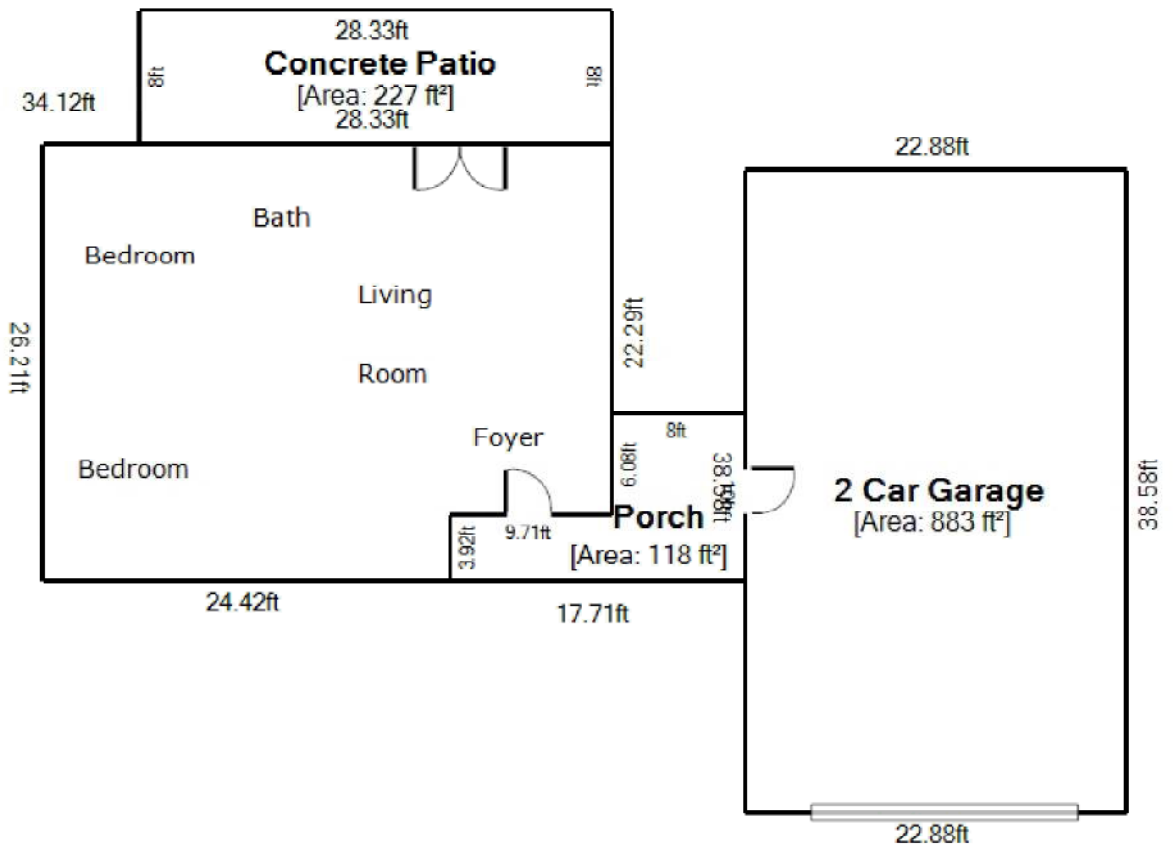 28.33ft
Concrete Patio
8ft
8ft
[Area: 227 ft²]
34.12ft
28.33ft
22.88ft
Bath
Bedroom
Living
22.29ft
26.21ft
Room
Foyer
8ft
6.08ft
Bedroom
38.58ft
2 Car Garage
38.58ft
[Area: 883 ft²]
Porch
9.71ft
3.92ft
[Area: 118 ft²]
24.42ft
17.71ft
22.88ft